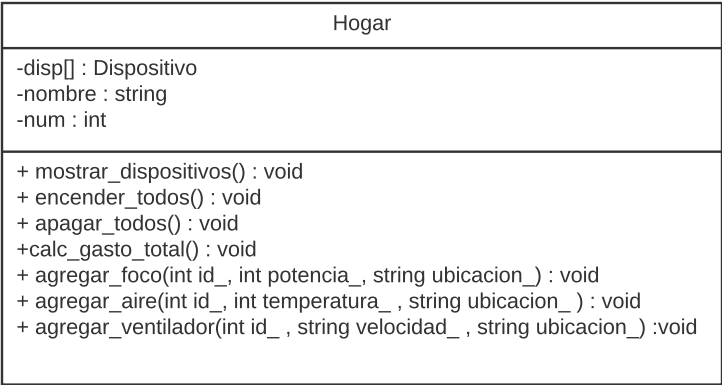 Hogar
-disp[] : Dispositivo
-nombre : string
-num : int
+ mostrar_dispositivos() : void
+ encender_todos() : void
+ apagar_todos() : void
+calc_gasto_total() : void
+ agregar_foco(int id_, int potencia_, string ubicacion_) : void
+ agregar_aire(int id_, int temperatura_ , string ubicacion_ ) : void
+ agregar_ventilador(int id_ , string velocidad_ , string ubicacion_) :void